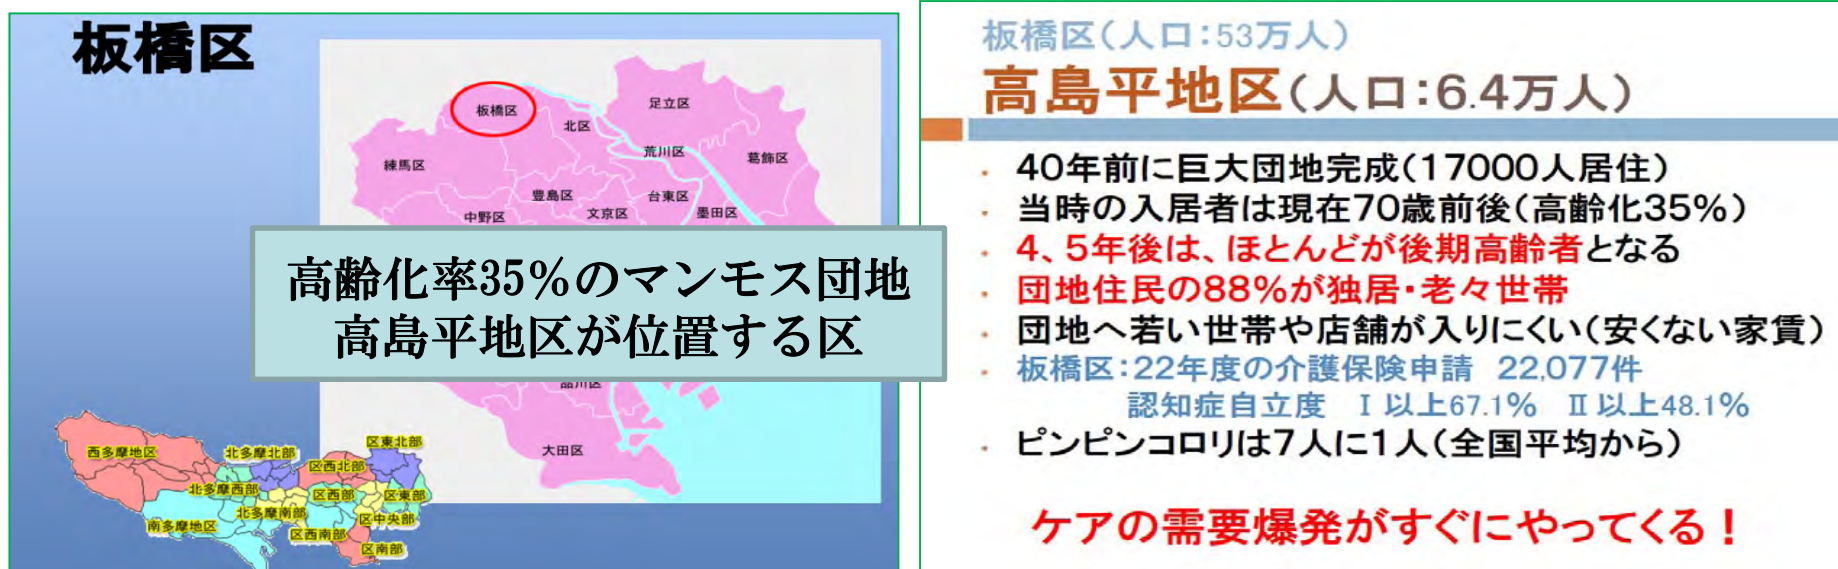 板橋区
板橋区
足立区
北区
荒川区
葛飾区
練馬区
豊島区
台東区
文京区
墨田区
中野区
高齢化率35%のマンモス団地
高島平地区が位置する区
品川区
大田区
西多摩地区
北多摩北部
区東北部
区西北部
北多摩西部
区西部
区東部
南多摩地区
北多摩南部
区中央部
区西南部
区南部
板橋区(人口:53万人)
高島平地区(人口:6.4万人)
・ 40年前に巨大団地完成(17000人居住)
・ 当時の入居者は現在70歳前後(高齢化35%)
・ 4、5年後は、ほとんどが後期高齢者となる
・ 団地住民の88%が独居・老々世帯
・ 団地へ若い世帯や店舗が入りにくい(安くない家賃)
・ 板橋区:22年度の介護保険申請 22,077件
認知症自立度 Ⅰ以上67.1% Ⅱ以上48.1%
・ ピンピンコロリは7人に1人(全国平均から)
ケアの需要爆発がすぐにやってくる!